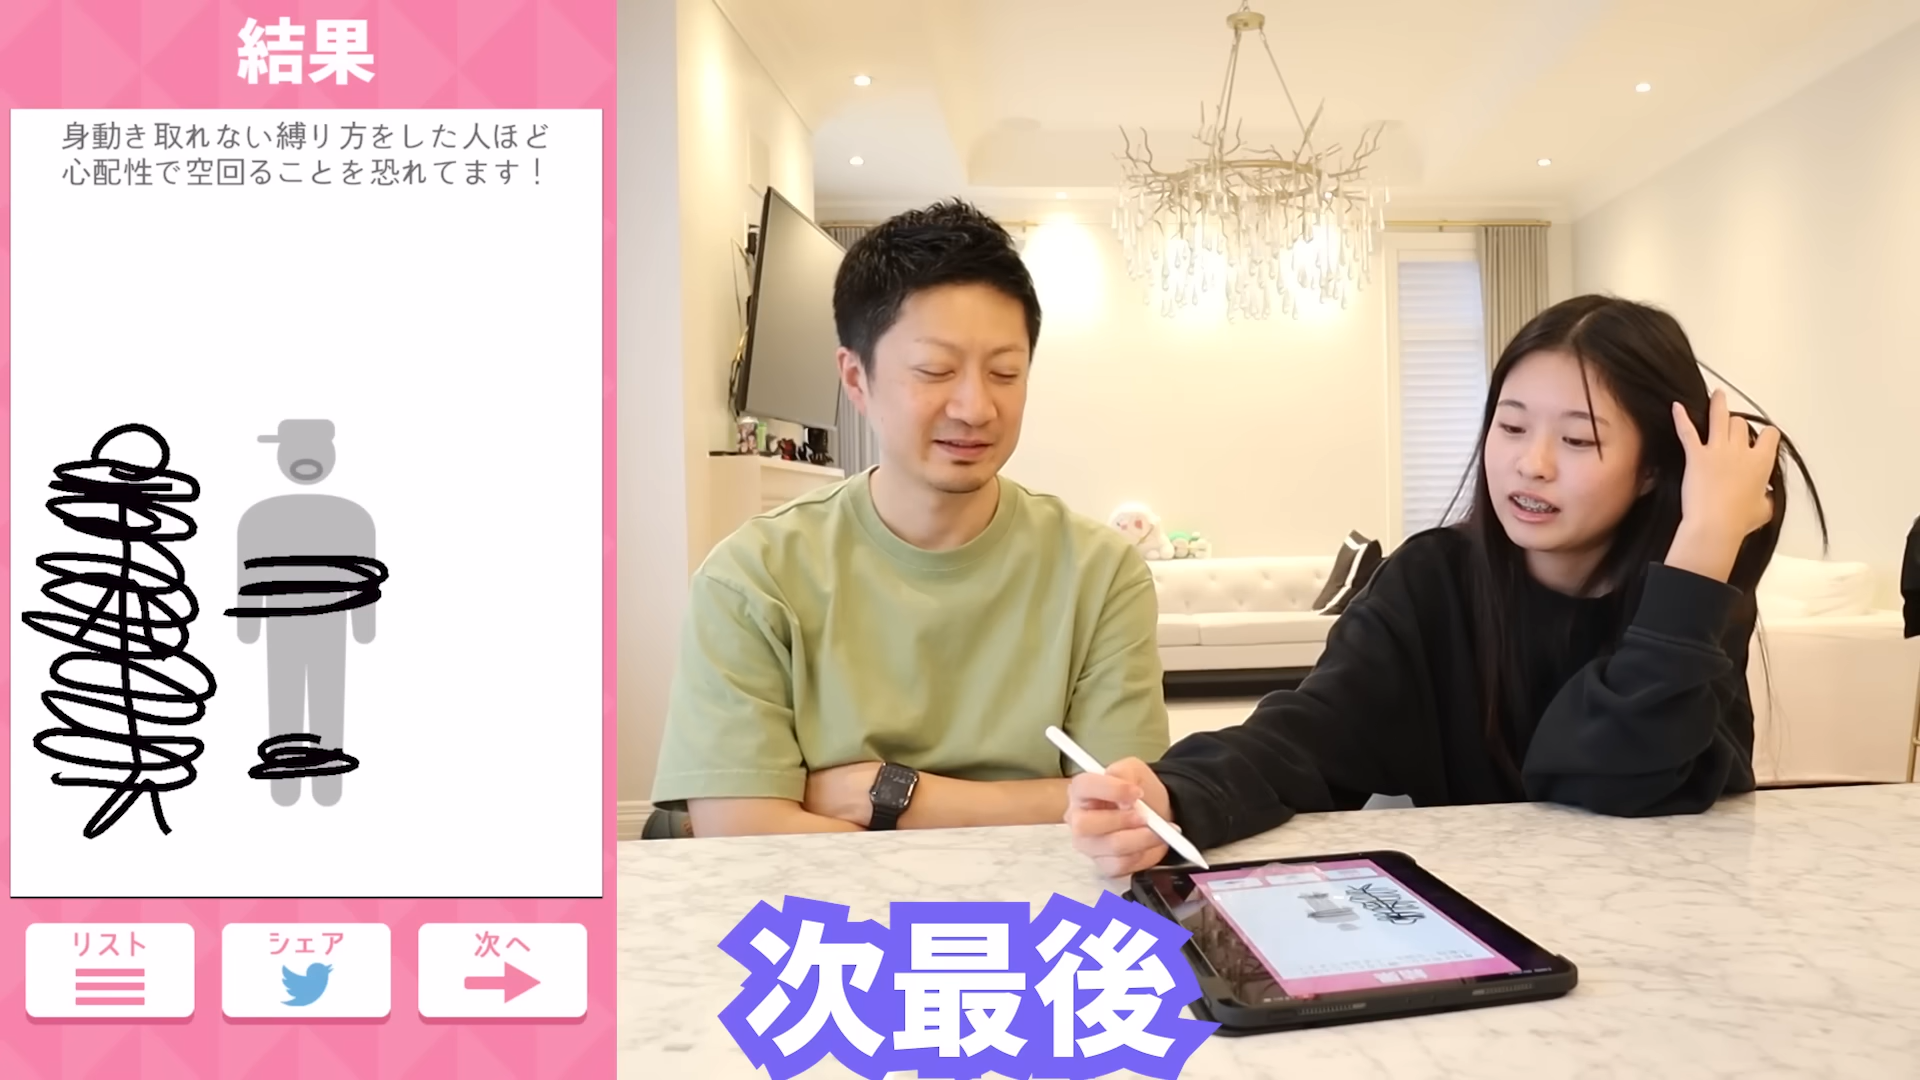 結果
身動き取れない縛り方をした人ほど
心配性で空回ることを恐れてます！
リスト
シェア
次へ
次最後